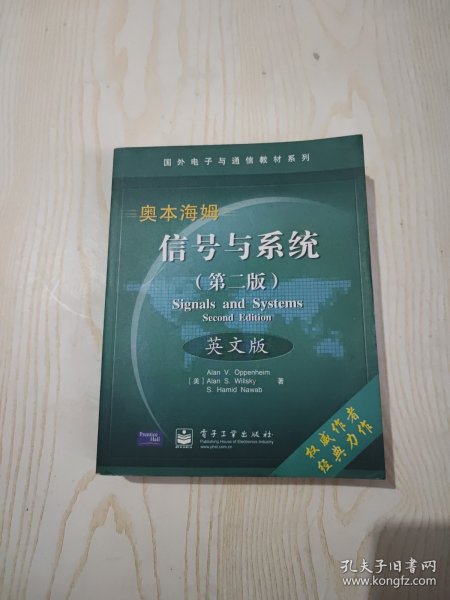 国外电子与通信教材系列
奥本海姆
信号与系统
（第二版）
Signals and Systems
Second Edition
英文版
Alan V. Oppenheim
[美] Alan S. Willsky 著
S. Hamid Nawab
Prentice
Hall
电子工业出版社
Publishing House of Electronics Industry
权威作者
经典力作
孔夫子旧书网
www.kongfz.com